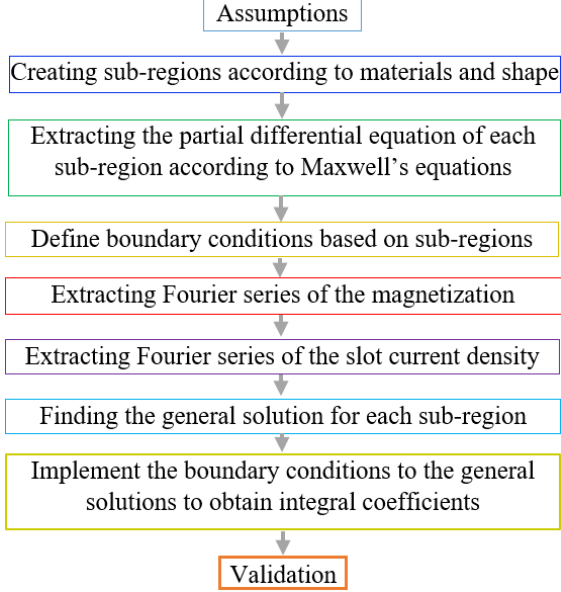 Assumptions
Creating sub-regions according to materials and shape
Extracting the partial differential equation of each
sub-region according to Maxwell’s equations
Define boundary conditions based on sub-regions
Extracting Fourier series of the magnetization
Extracting Fourier series of the slot current density
Finding the general solution for each sub-region
Implement the boundary conditions to the general
solutions to obtain integral coefficients
Validation